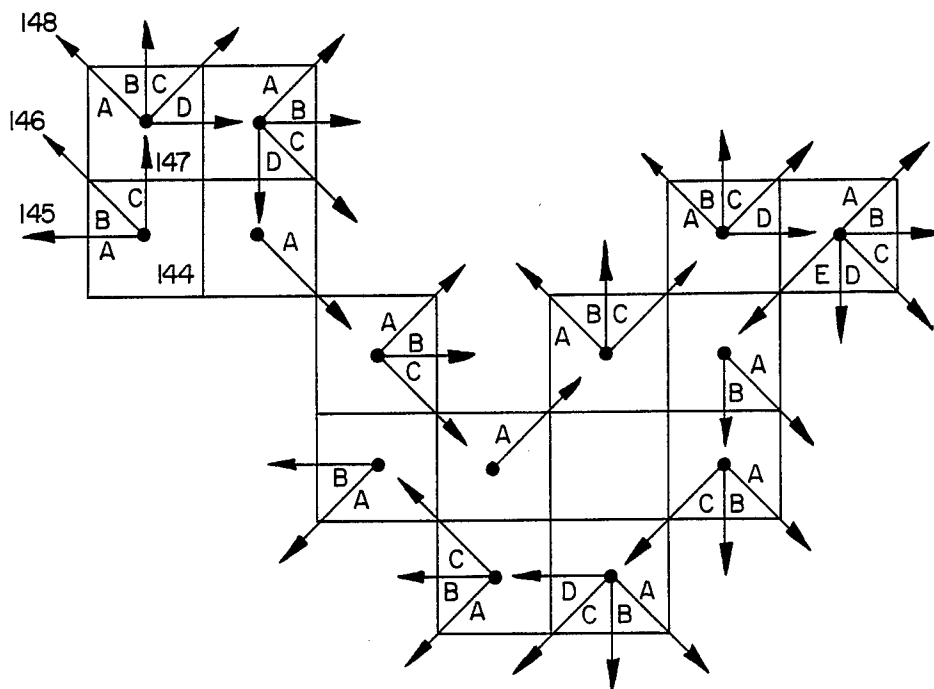 148
B C A
A D B
146 147 D C
145 B C A B C A
A A D B B
144 A C
A E D
B C
A B A A
C B
A
B A
A C B
C D A
B C B
A